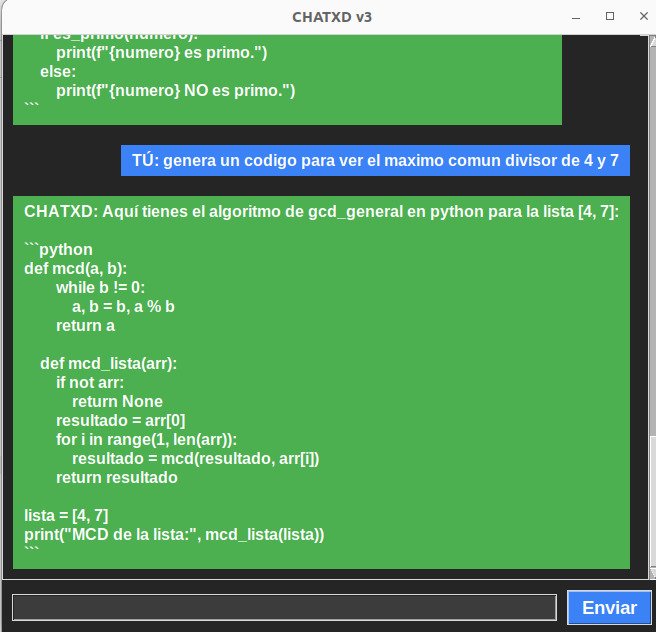 CHATXD v3
if es_primo(numero):
print(f"{numero} es primo.")
else:
print(f"{numero} NO es primo.")
```
TÚ: genera un codigo para ver el maximo comun divisor de 4 y 7
CHATXD: Aquí tienes el algoritmo de gcd_general en python para la lista [4, 7]:
```python
def mcd(a, b):
while b != 0:
a, b = b, a % b
return a
def mcd_lista(arr):
if not arr:
return None
resultado = arr[0]
for i in range(1, len(arr)):
resultado = mcd(resultado, arr[i])
return resultado
lista = [4, 7]
print("MCD de la lista:", mcd_lista(lista))
```
Enviar